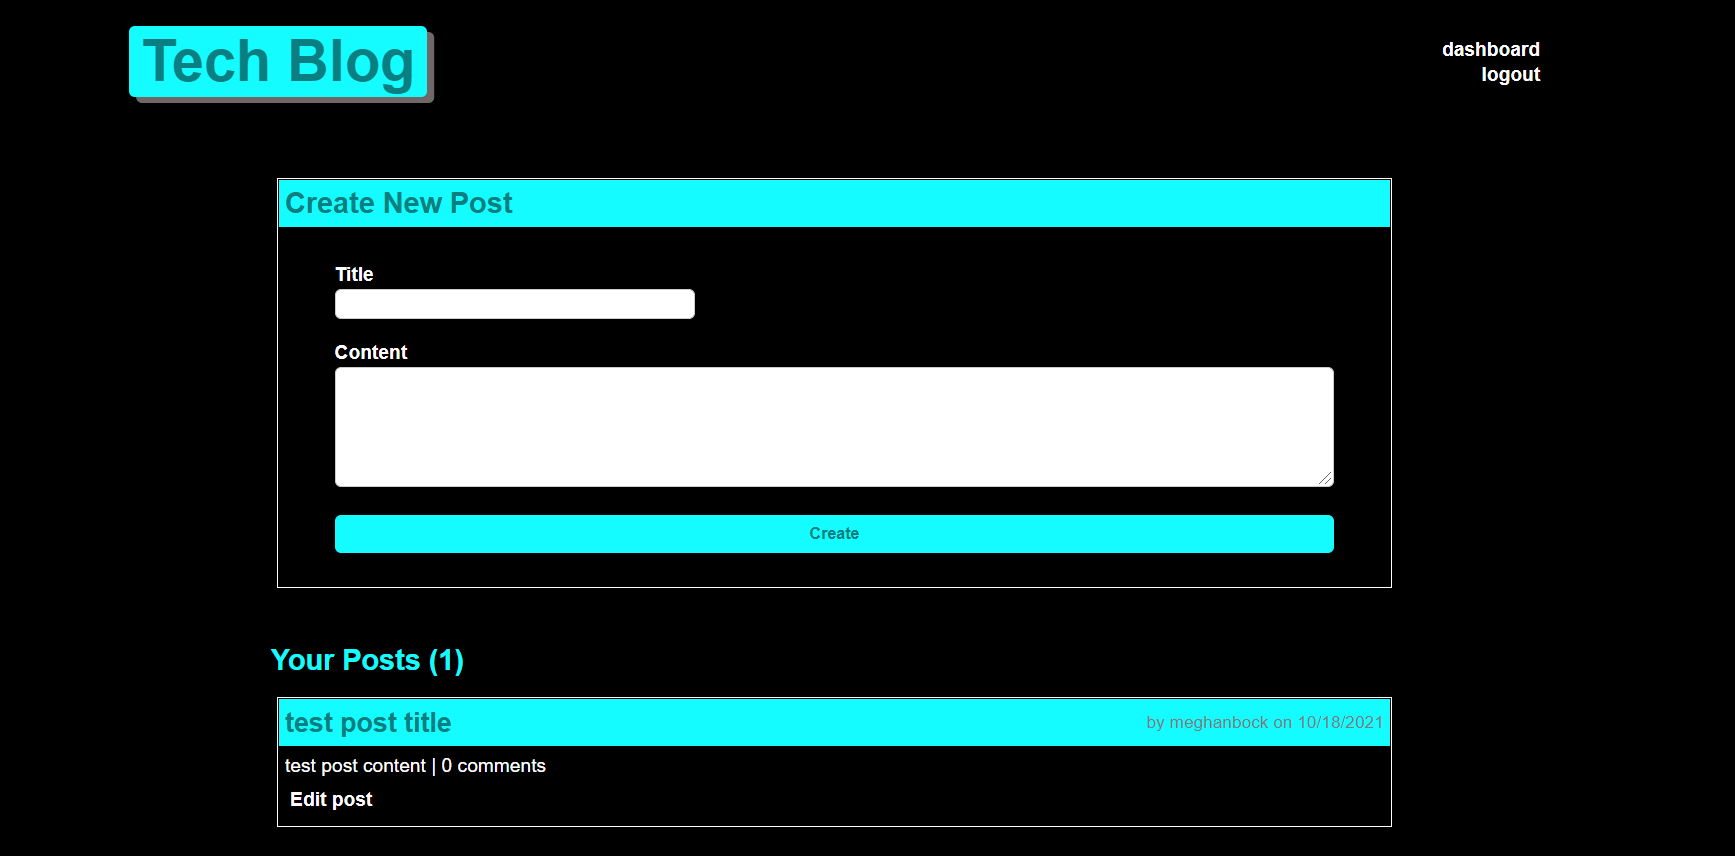 Tech Blog
dashboard
logout
Create New Post
Title
Content
Create
Your Posts (1)
test post title
by meghanbock on 10/18/2021
test post content | 0 comments
Edit post